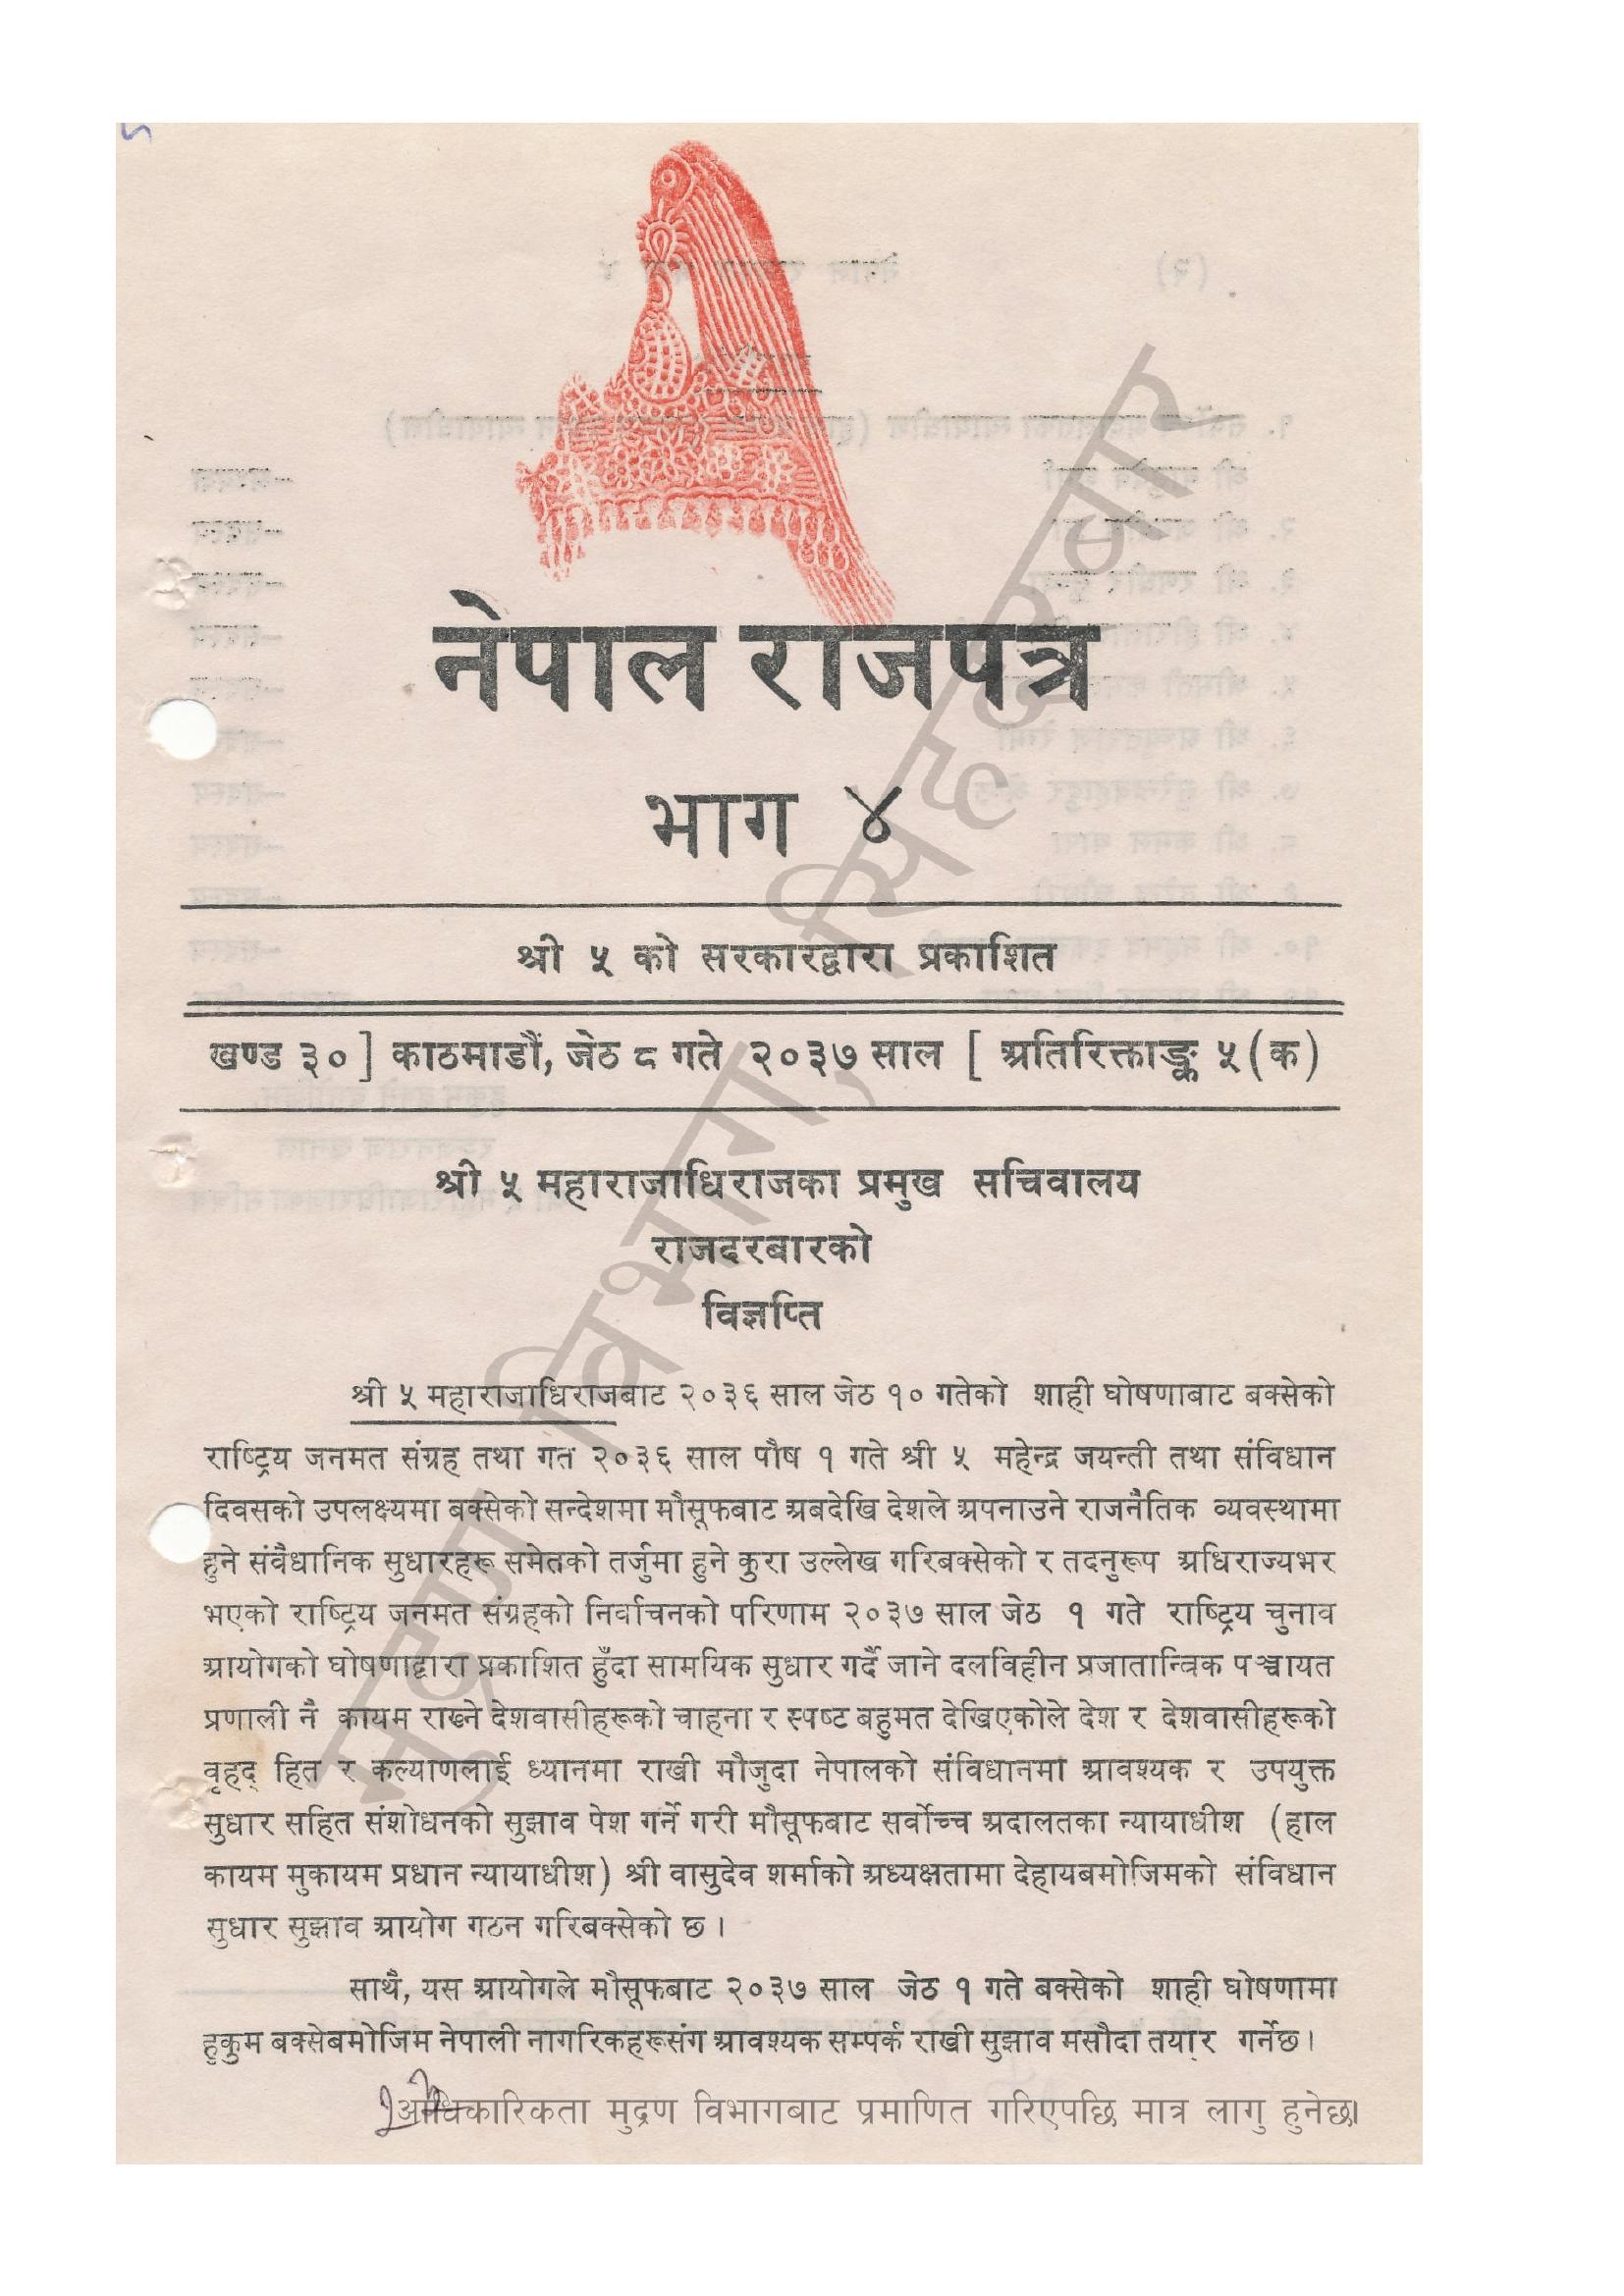 नेपाल राजपत्र
भाग ४
श्री ५ को सरकारद्वारा प्रकाशित
खण्ड ३० ] काठमाडौं, जेठ ८ गते २०३७ साल [ अतिरिक्ताङ्क ५ (क)
श्री ५ महाराजाधिराजका प्रमुख सचिवालय
राजदरबारको
विज्ञप्ति
श्री ५ महाराजाधिराजबाट २०३६ साल जेठ १० गतेको शाही घोषणाबाट बक्सेको
राष्ट्रिय जनमत संग्रह तथा गत २०३६ साल पौष १ गते श्री ५ महेन्द्र जयन्ती तथा संविधान
दिवसको उपलक्ष्यमा बक्सेको सन्देशमा मौसूफबाट अबदेखि देशले अपनाउने राजनैतिक व्यवस्थामा
हुने संवैधानिक सुधारहरू समेतको तर्जुमा हुने कुरा उल्लेख गरिबक्सेको र तदनुरूप अधिराज्यभर
भएको राष्ट्रिय जनमत संग्रहको निर्वाचनको परिणाम २०३७ साल जेठ १ गते राष्ट्रिय चुनाव
आयोगको घोषणाद्वारा प्रकाशित हुँदा सामयिक सुधार गर्दै जाने दलविहीन प्रजातान्त्रिक पञ्चायत
प्रणाली नै कायम राख्ने देशवासीहरूको चाहना र स्पष्ट बहुमत देखिएकोले देश र देशवासीहरूको
वृहद् हित र कल्याणलाई ध्यानमा राखी मौजुदा नेपालको संविधानमा आवश्यक र उपयुक्त
सुधार सहित संशोधनको सुझाव पेश गर्ने गरी मौसूफबाट सर्वोच्च अदालतका न्यायाधीश (हाल
कायम मुकायम प्रधान न्यायाधीश) श्री वासुदेव शर्माको अध्यक्षतामा देहायबमोजिमको संविधान
सुधार सुझाव आयोग गठन गरिबक्सेको छ ।
साथै, यस आयोगले मौसूफबाट २०३७ साल जेठ १ गते बक्सेको शाही घोषणामा
हुकुम बक्सेबमोजिम नेपाली नागरिकहरूसंग आवश्यक सम्पर्क राखी सुझाव मसौदा तयार गर्नेछ ।
आधिकारिकता मुद्रण विभागबाट प्रमाणित गरिएपछि मात्र लागु हुनेछ।
मुद्रण विभाग, सिंहदरबार